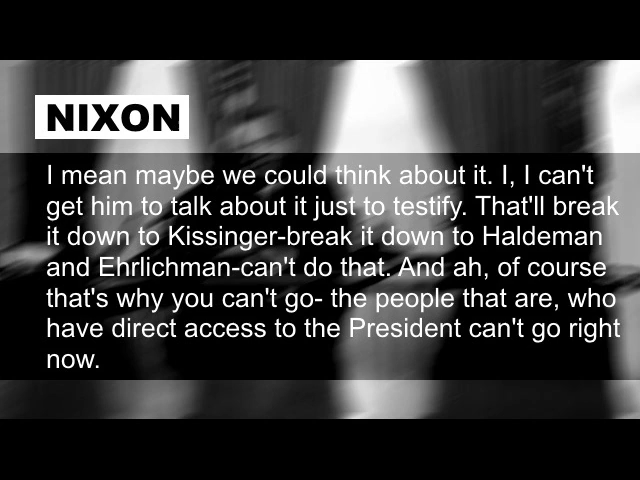 NIXON
I mean maybe we could think about it. I, I can't
get him to talk about it just to testify. That'll break
it down to Kissinger-break it down to Haldeman
and Ehrlichman-can't do that. And ah, of course
that's why you can't go- the people that are, who
have direct access to the President can't go right
now.